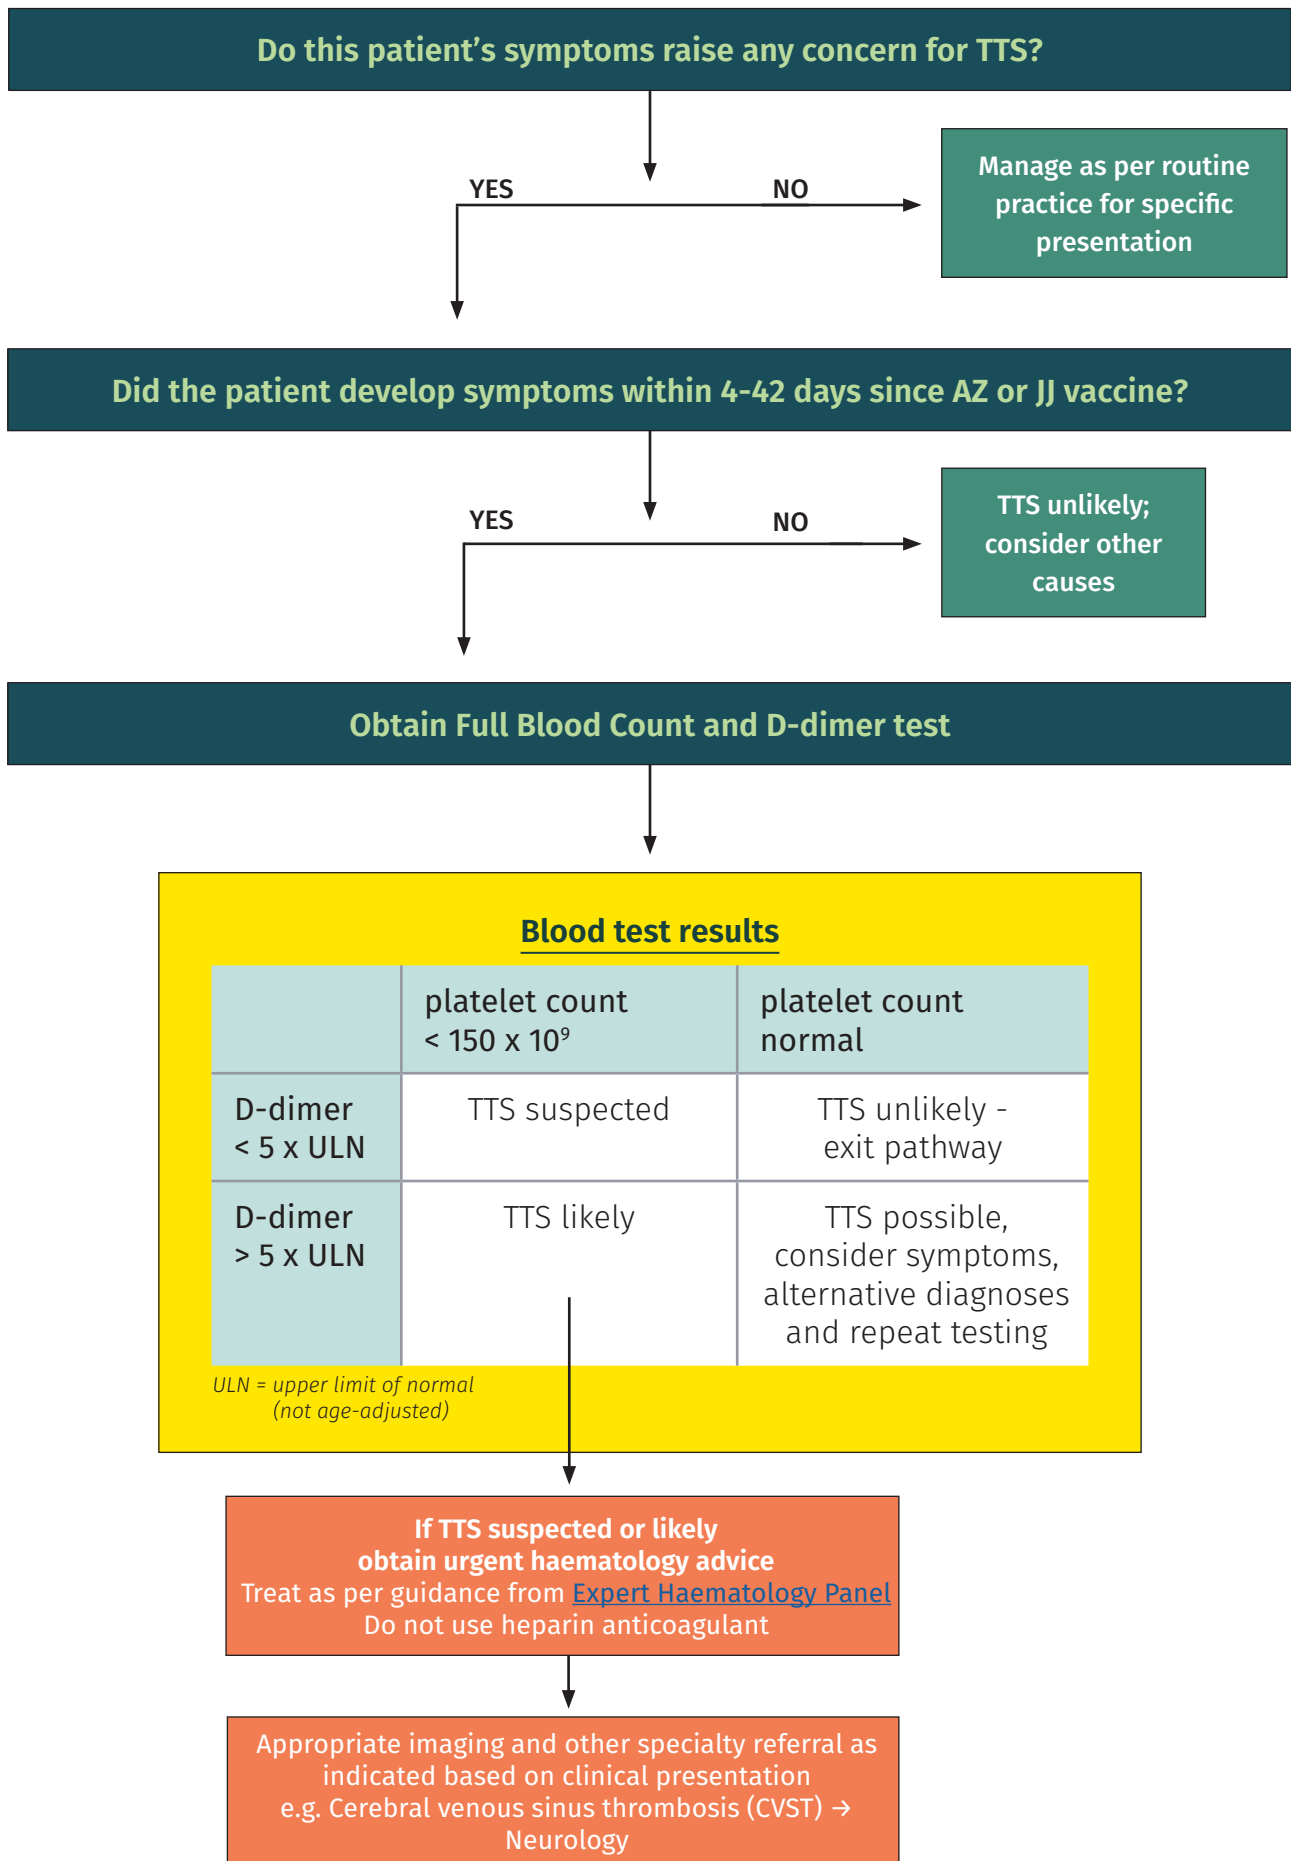 Do this patient’s symptoms raise any concern for TTS?
YES
NO
Manage as per routine
practice for specific
presentation
Did the patient develop symptoms within 4-42 days since AZ or JJ vaccine?
YES
NO
TTS unlikely;
consider other
causes
Obtain Full Blood Count and D-dimer test
Blood test results
platelet count
< 150 x 10⁹
platelet count
normal
D-dimer
< 5 x ULN
TTS suspected
TTS unlikely -
exit pathway
D-dimer
> 5 x ULN
TTS likely
TTS possible,
consider symptoms,
alternative diagnoses
and repeat testing
ULN = upper limit of normal
(not age-adjusted)
If TTS suspected or likely
obtain urgent haematology advice
Treat as per guidance from Expert Haematology Panel
Do not use heparin anticoagulant
Appropriate imaging and other specialty referral as
indicated based on clinical presentation
e.g. Cerebral venous sinus thrombosis (CVST) →
Neurology